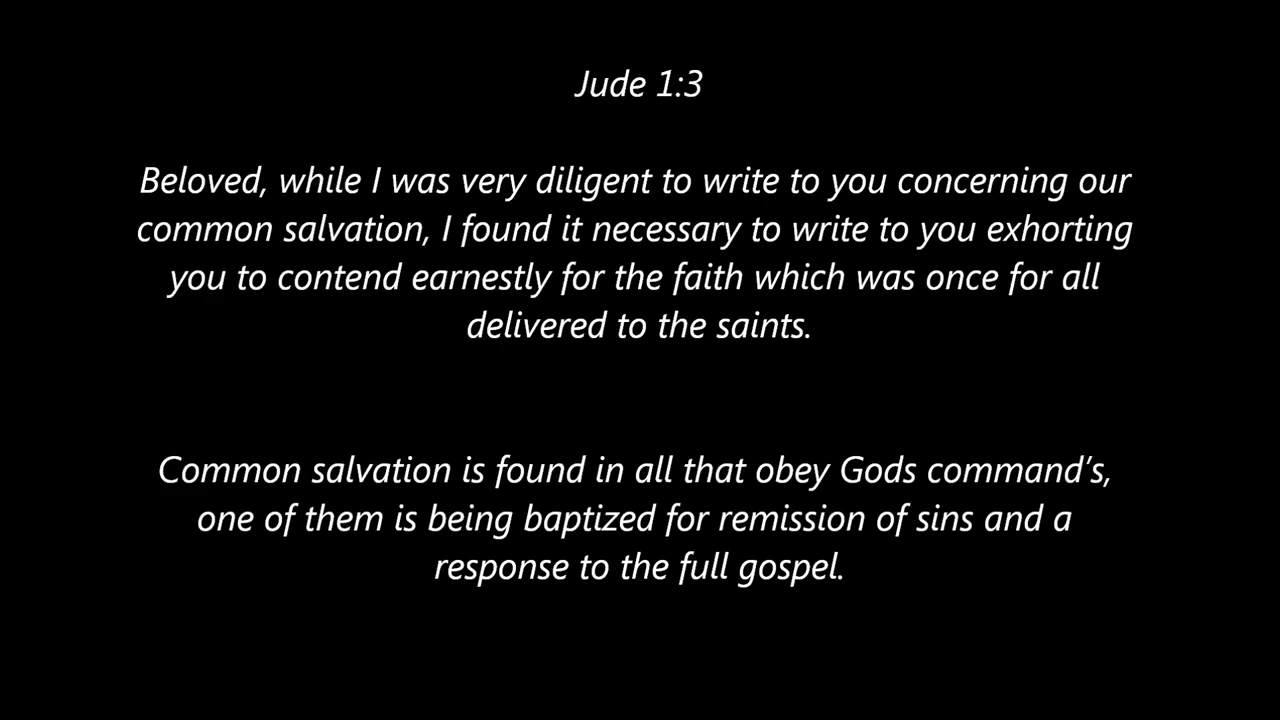 Jude 1:3
Beloved, while I was very diligent to write to you concerning our
common salvation, I found it necessary to write to you exhorting
you to contend earnestly for the faith which was once for all
delivered to the saints.
Common salvation is found in all that obey Gods command's,
one of them is being baptized for remission of sins and a
response to the full gospel.